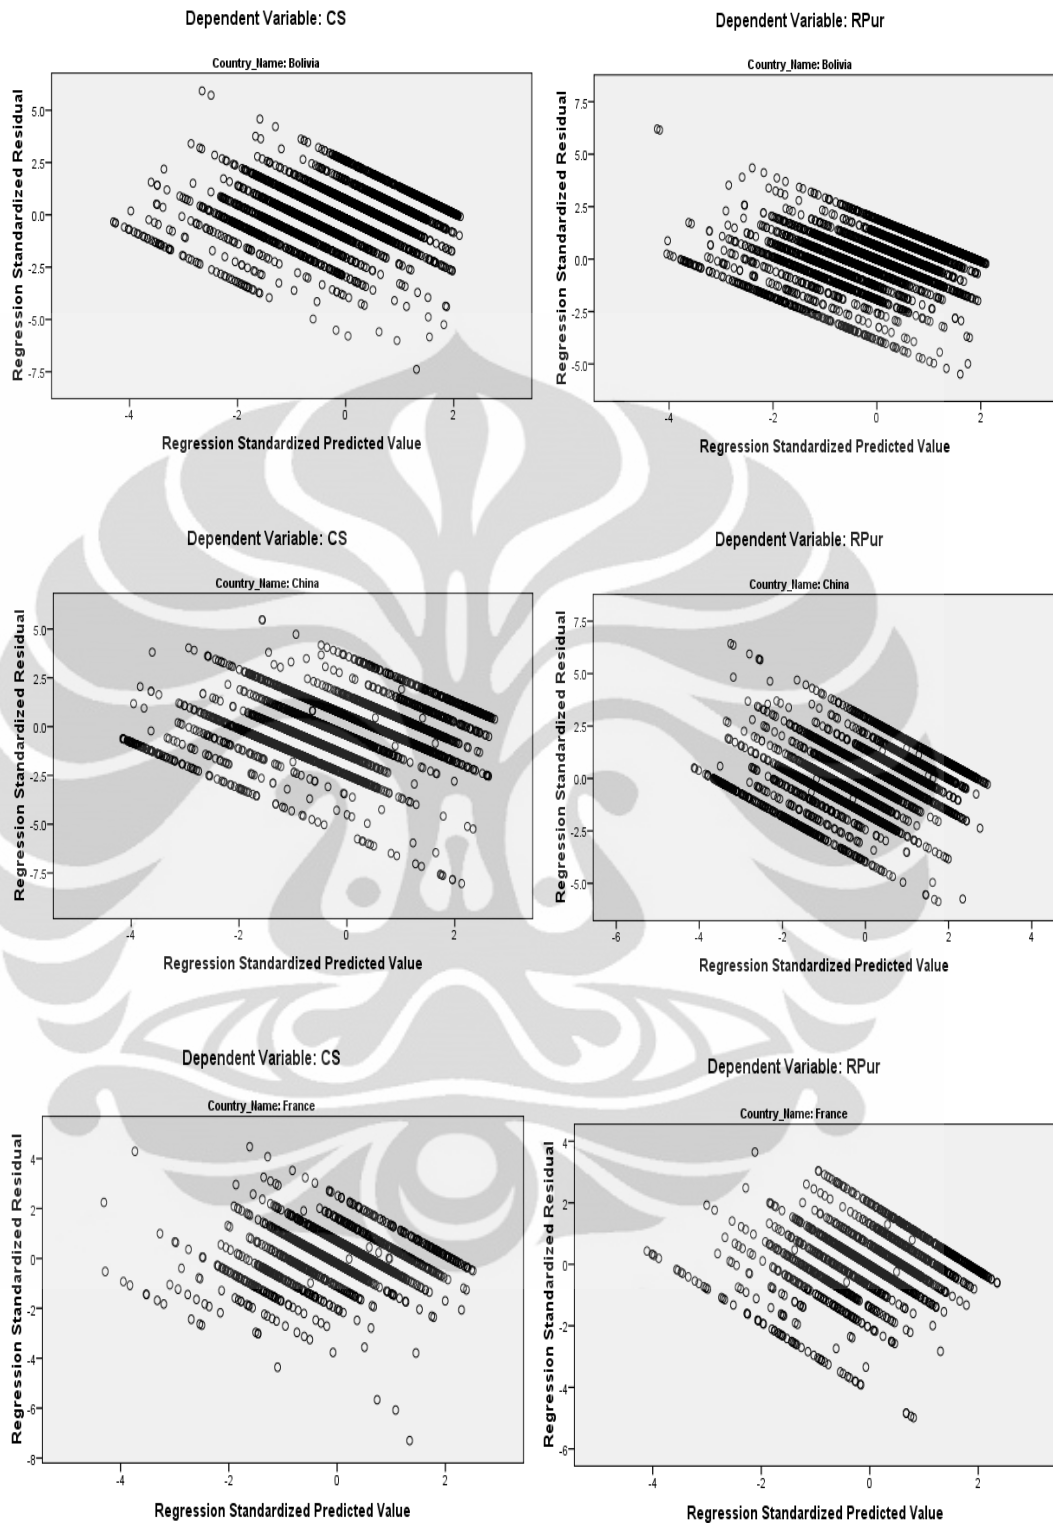 Dependent Variable: CS
Country_Name: Bolivia
Regression Standardized Residual
5.0
2.5
0.0
-2.5
-5.0
-7.5
-4
-2
0
2
Regression Standardized Predicted Value
Dependent Variable: RPur
Country_Name: Bolivia
Regression Standardized Residual
7.5
5.0
2.5
0.0
-2.5
-5.0
-4
-2
0
2
Regression Standardized Predicted Value
Dependent Variable: CS
Country_Name: China
Regression Standardized Residual
5.0
2.5
0.0
-2.5
-5.0
-7.5
-4
-2
0
2
Regression Standardized Predicted Value
Dependent Variable: RPur
Country_Name: China
Regression Standardized Residual
7.5
5.0
2.5
0.0
-2.5
-5.0
-6
-4
-2
0
2
4
Regression Standardized Predicted Value
Dependent Variable: CS
Country_Name: France
Regression Standardized Residual
4
2
0
-2
-4
-6
-8
-4
-2
0
2
Regression Standardized Predicted Value
Dependent Variable: RPur
Country_Name: France
Regression Standardized Residual
4
2
0
-2
-4
-6
-4
-2
0
2
Regression Standardized Predicted Value